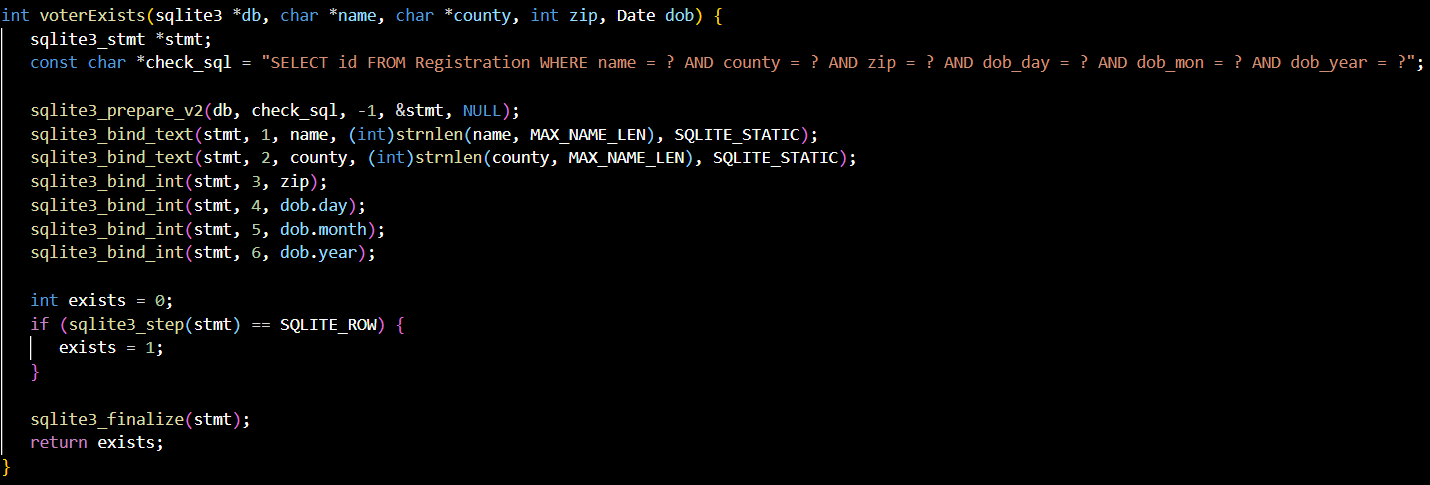 int voterExists(sqlite3 *db, char *name, char *county, int zip, Date dob) {
sqlite3_stmt *stmt;
const char *check_sql = "SELECT id FROM Registration WHERE name = ? AND county = ? AND zip = ? AND dob_day = ? AND dob_mon = ? AND dob_year = ?";
sqlite3_prepare_v2(db, check_sql, -1, &stmt, NULL);
sqlite3_bind_text(stmt, 1, name, (int)strnlen(name, MAX_NAME_LEN), SQLITE_STATIC);
sqlite3_bind_text(stmt, 2, county, (int)strnlen(county, MAX_NAME_LEN), SQLITE_STATIC);
sqlite3_bind_int(stmt, 3, zip);
sqlite3_bind_int(stmt, 4, dob.day);
sqlite3_bind_int(stmt, 5, dob.month);
sqlite3_bind_int(stmt, 6, dob.year);
int exists = 0;
if (sqlite3_step(stmt) == SQLITE_ROW) {
exists = 1;
}
sqlite3_finalize(stmt);
return exists;
}